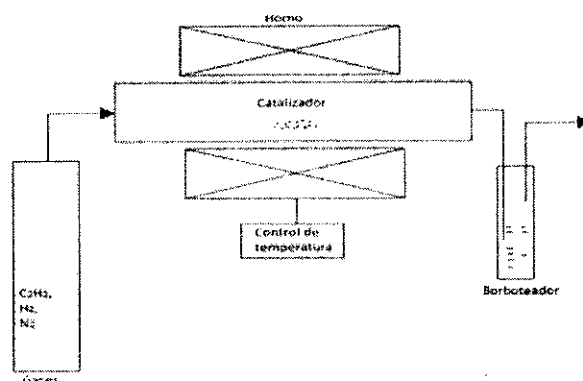 Horno
Catalizador
Control de
temperatura
C2H2,
H2,
N2
Borboteador
Gases